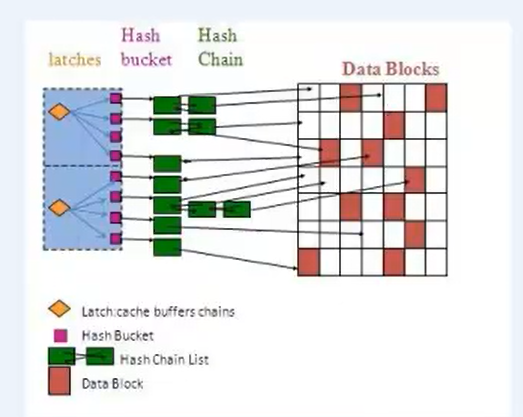 Hash Hash
latches bucket Chain
Data Blocks
Latch:cache buffers chains
Hash Bucket
Hash Chain List
Data Block